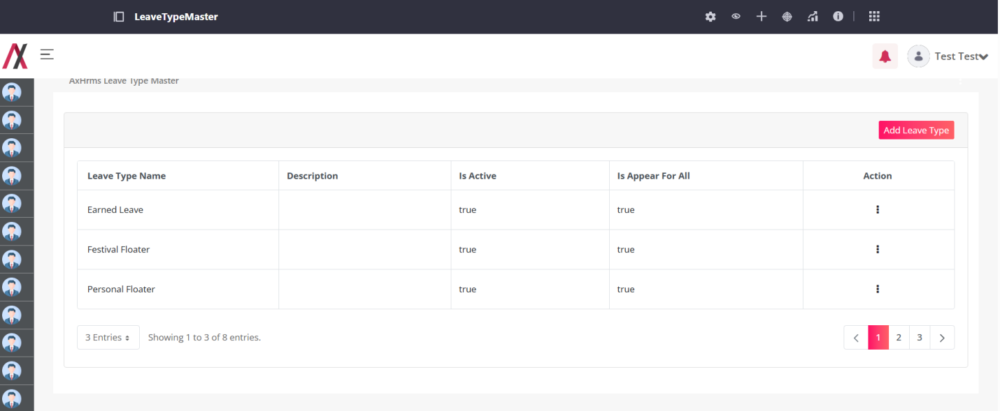 LeaveTypeMaster
Test Test
AxHrms Leave Type Master
Add Leave Type
Leave Type Name Description Is Active Is Appear For All Action
Earned Leave true true
Festival Floater true true
Personal Floater true true
3 Entries Showing 1 to 3 of 8 entries. 1 2 3